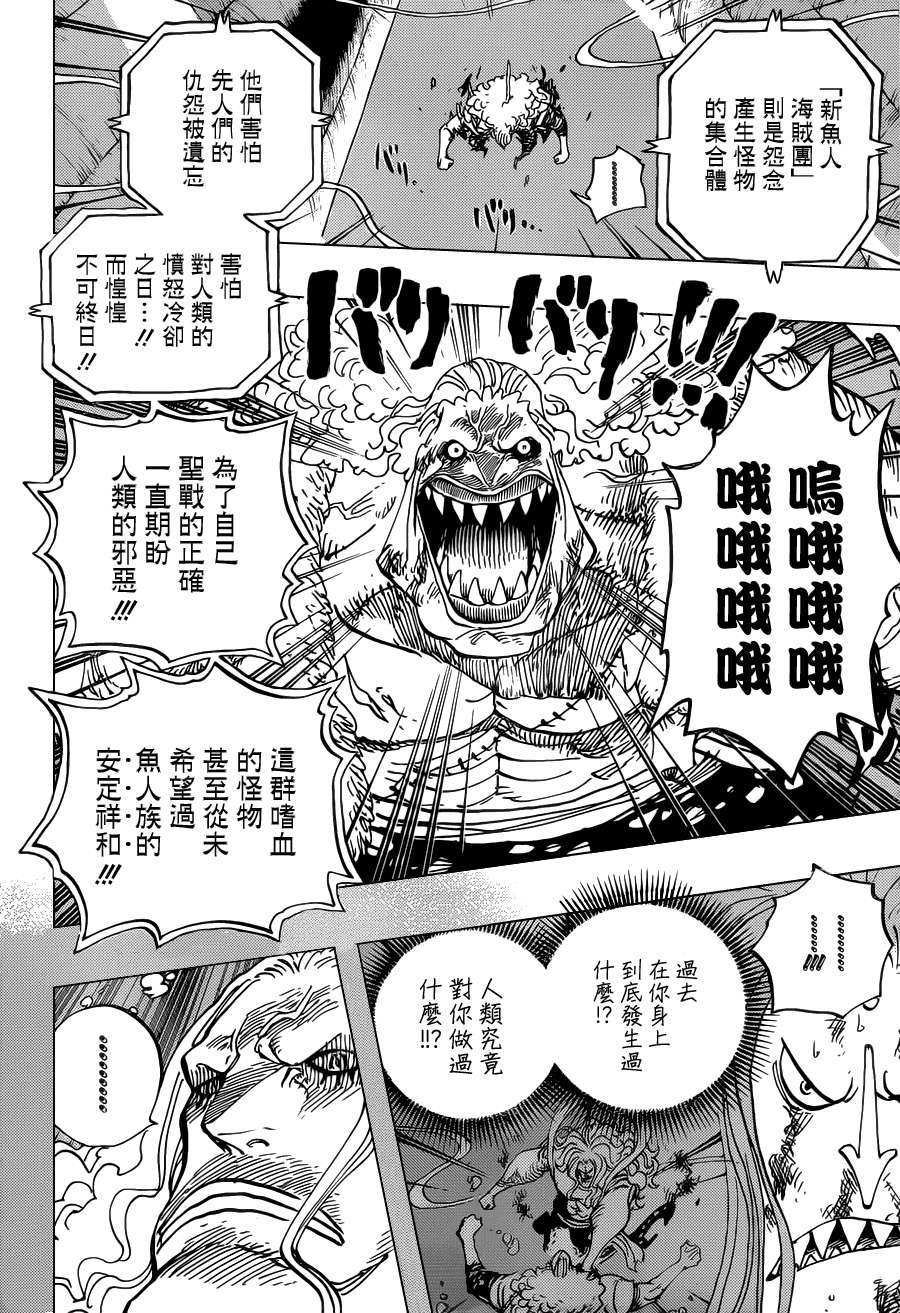 「新魚人
海賊團」
則是怨念
產生怪物
的集合體
………
他們害怕
先人們的
仇怨被遺忘
害怕
對人類的
憤怒冷卻
之日…!!
而惶惶
不可終日!!
バリバリバリ!!!
嗚哦哦哦
哦哦哦哦
為了自己
聖戰的正確
一直期盼
人類的邪惡!!!
這群嗜血
的怪物
甚至從未
希望過
魚人族的
安定祥和!!!
………!!!
過去
在你身上
到底發生過
什麼!?
人類究竟
對你做過
什麼!!?
………